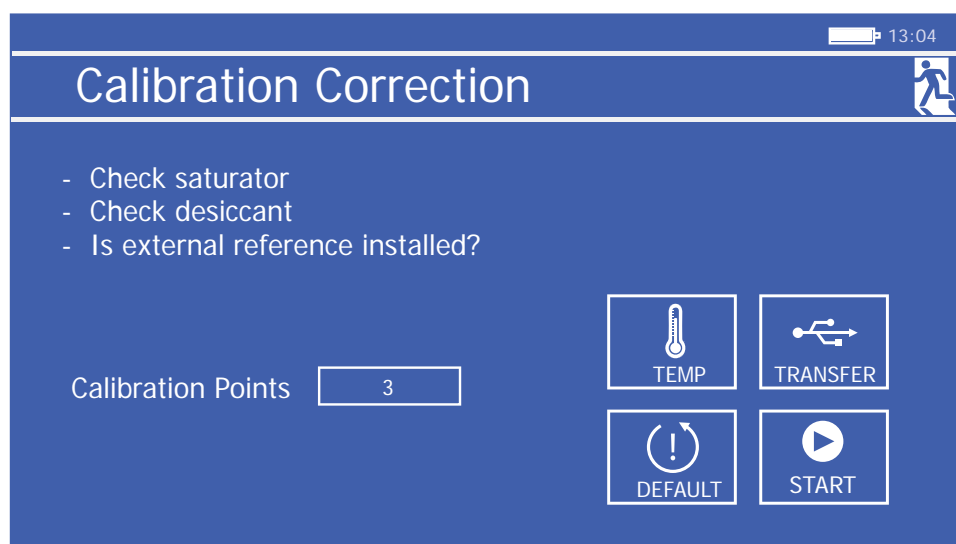 13:04
Calibration Correction
- Check saturator
- Check desiccant
- Is external reference installed?
TEMP
TRANSFER
Calibration Points 3
DEFAULT
START